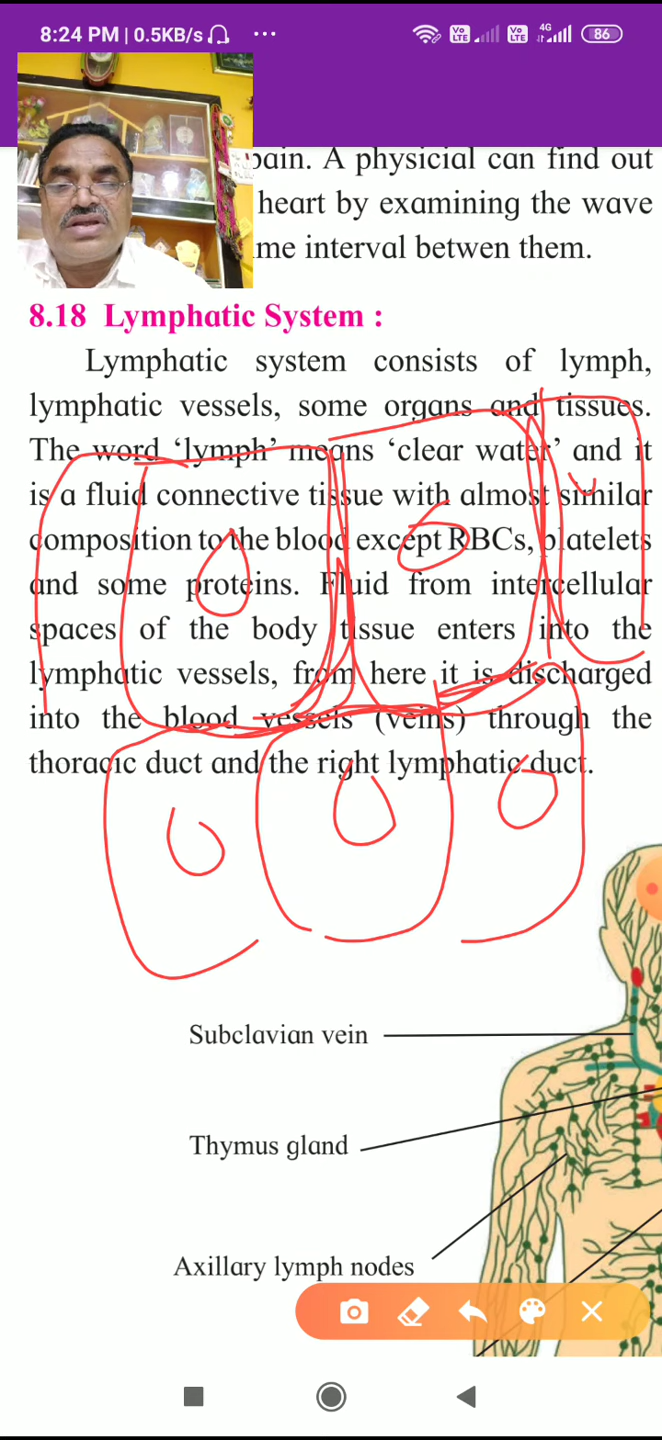 8:24 PM | 0.5KB/s ...
Vo LTE Vo LTE 4G 86
pain. A physicial can find out
heart by examining the wave
me interval betwen them.
8.18 Lymphatic System :
Lymphatic system consists of lymph,
lymphatic vessels, some organs and tissues.
The word ‘lymph’ means ‘clear water’ and it
is a fluid connective tissue with almost similar
composition to the blood except RBCs, platelets
and some proteins. Fluid from intercellular
spaces of the body tissue enters into the
lymphatic vessels, from here it is discharged
into the blood vessels (veins) through the
thoracic duct and the right lymphatic duct.
Subclavian vein
Thymus gland
Axillary lymph nodes